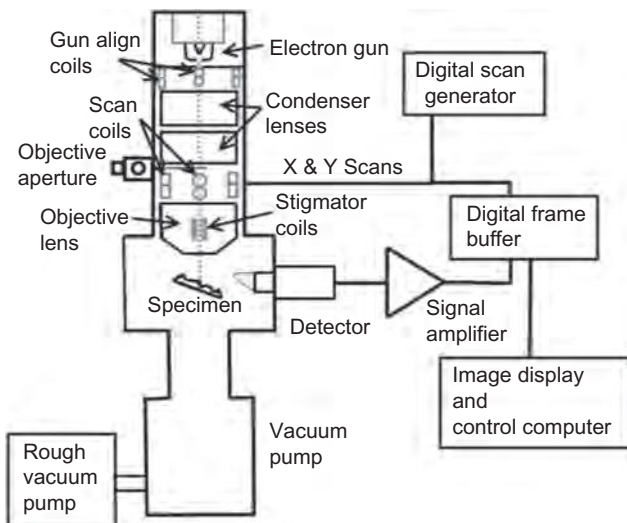 Gun align
coils
Electron gun
Digital scan
generator
Scan
coils
Condenser
lenses
Objective
aperture
X & Y Scans
Objective
lens
Stigmator
coils
Digital frame
buffer
Specimen
Detector
Signal
amplifier
Image display
and
control computer
Vacuum
pump
Rough
vacuum
pump